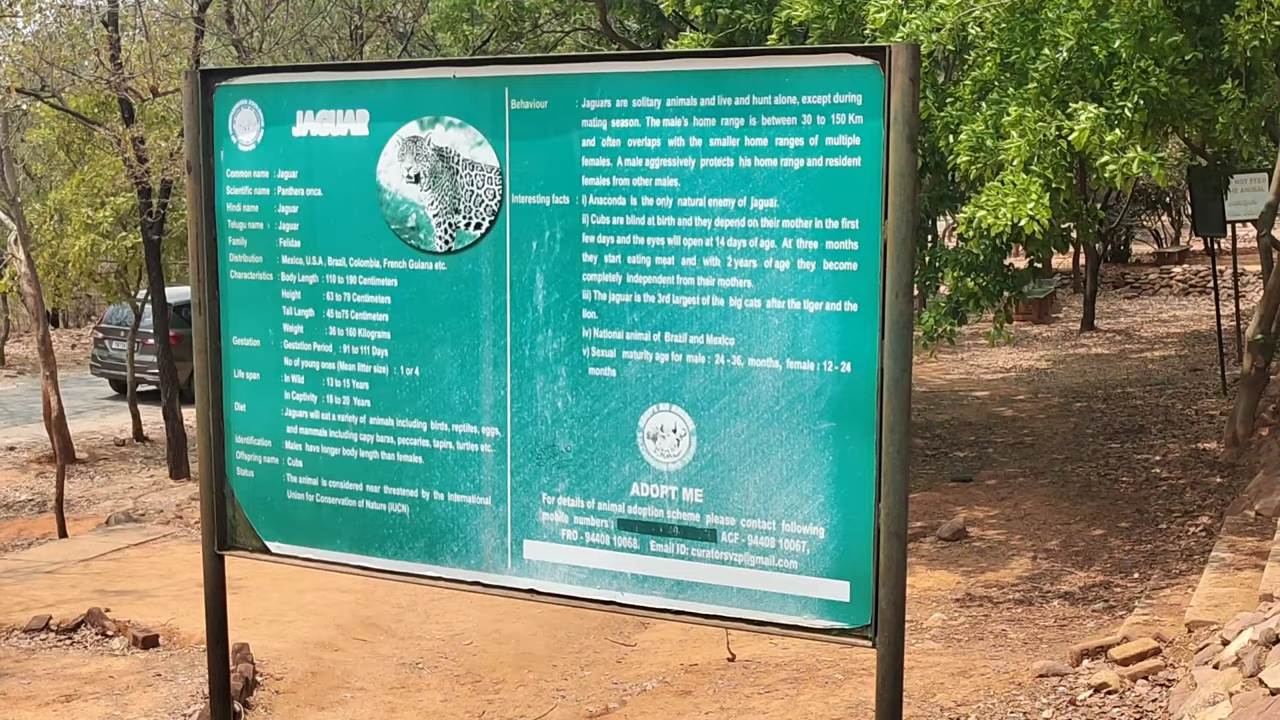 JAGUAR
Common name : Jaguar
Scientific name : Panthera onca.
Hindi name : Jaguar
Telugu name : Jaguar
Family : Felidae
Distribution : Mexico, U.S.A, Brazil, Colombia, French Guiana etc.
Characteristics : Body Length : 110 to 190 Centimeters
Height : 63 to 79 Centimeters
Tail Length : 45 to75 Centimeters
Weight : 36 to 160 Kilograms
Gestation : Gestation Period : 91 to 111 Days
No of young ones (Mean litter size) : 1 or 4
Life span : In Wild : 13 to 15 Years
In Captivity : 18 to 20 Years
Diet : Jaguars will eat a variety of animals including birds, reptiles, eggs,
and mammals including capy baras, peccaries, tapirs, turtles etc..
Identification : Males have longer body length than females.
Offspring name : Cubs
Status : The animal is considered near threatened by the International
Union for Conservation of Nature (IUCN)
Behaviour : Jaguars are solitary animals and live and hunt alone, except during
mating season. The male's home range is between 30 to 150 Km
and often overlaps with the smaller home ranges of multiple
females. A male aggressively protects his home range and resident
females from other males.
Interesting facts : i) Anaconda is the only natural enemy of jaguar.
ii) Cubs are blind at birth and they depend on their mother in the first
few days and the eyes will open at 14 days of age. At three months
they start eating meat and with 2 years of age they become
completely independent from their mothers.
iii) The jaguar is the 3rd largest of the big cats after the tiger and the
lion.
iv) National animal of Brazil and Mexico
v) Sexual maturity age for male : 24 - 36, months, female : 12 - 24
months
ADOPT ME
For details of animal adoption scheme please contact following
mobile numbers : ACF - 94408 10067,
FRO - 94408 10068. Email ID: curatorsvzp@gmail.com
NOT FEED
THE ANIMAL